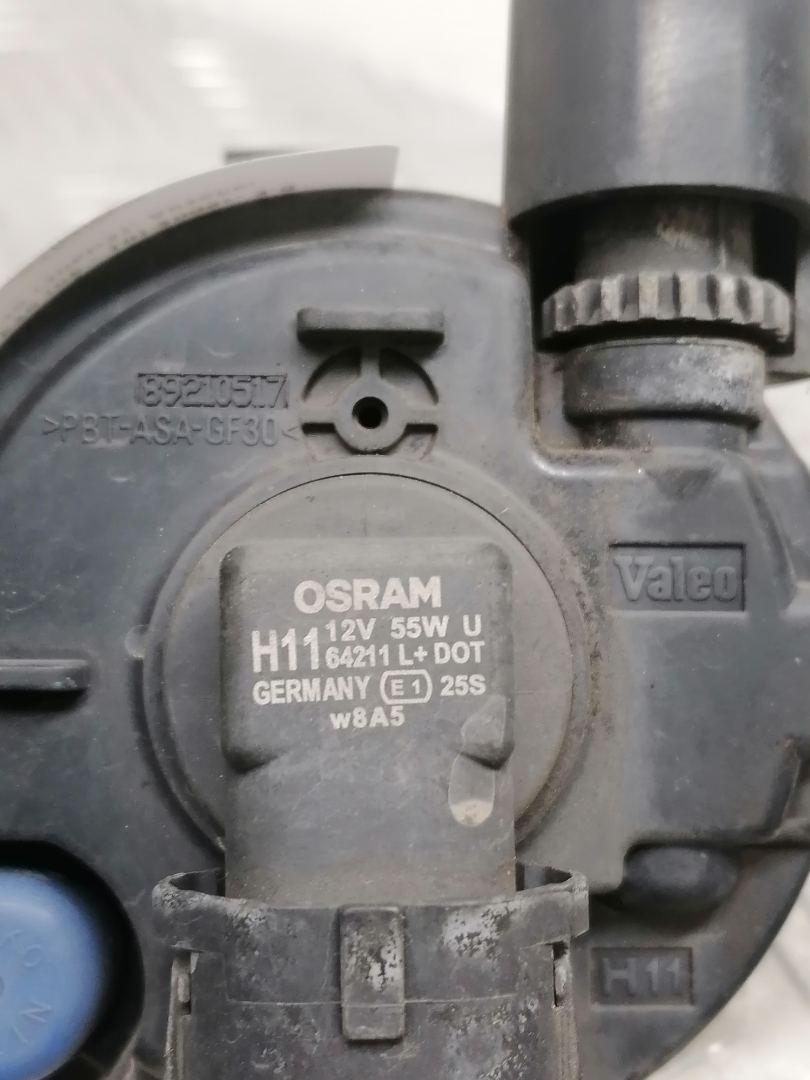 89210517
>PBT-ASA-GF30<
OSRAM
H11 12V 55W U
64211 L+ DOT
GERMANY E1 25S
w8A5
Valeo
H11